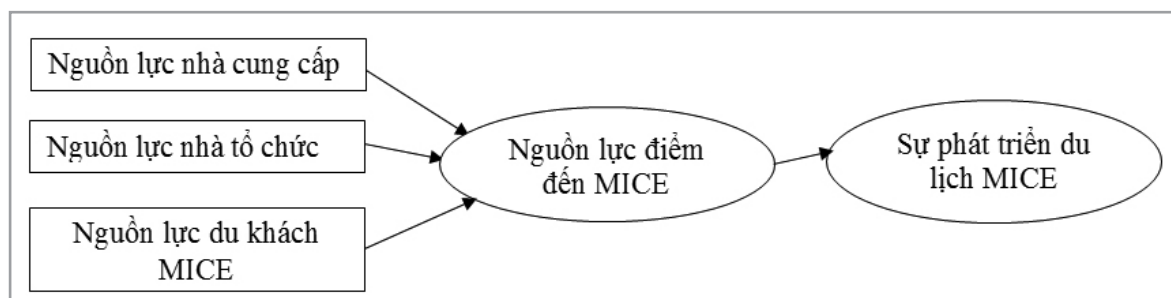 Nguồn lực nhà cung cấp
Nguồn lực nhà tổ chức
Nguồn lực du khách
MICE
Nguồn lực điểm
đến MICE
Sự phát triển du
lịch MICE